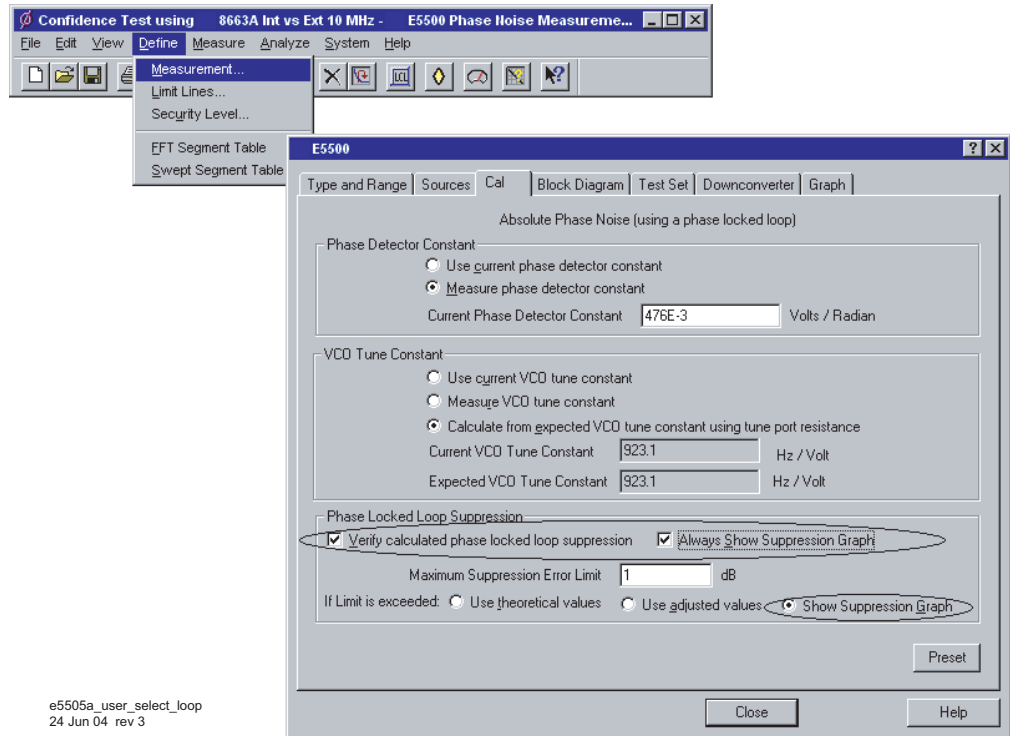 Confidence Test using 8663A Int vs Ext 10 MHz - E5500 Phase Noise Measureme...
File Edit View Define Measure Analyze System Help
Measurement...
Limit Lines...
Security Level...
FFT Segment Table
Swept Segment Table
E5500
Type and Range Sources Cal Block Diagram Test Set Downconverter Graph
Absolute Phase Noise (using a phase locked loop)
Phase Detector Constant
Use current phase detector constant
Measure phase detector constant
Current Phase Detector Constant 476E-3 Volts / Radian
VCO Tune Constant
Use current VCO tune constant
Measure VCO tune constant
Calculate from expected VCO tune constant using tune port resistance
Current VCO Tune Constant 923.1 Hz / Volt
Expected VCO Tune Constant 923.1 Hz / Volt
Phase Locked Loop Suppression
Verify calculated phase locked loop suppression Always Show Suppression Graph
Maximum Suppression Error Limit 1 dB
If Limit is exceeded: Use theoretical values Use adjusted values Show Suppression Graph
Preset
Close Help
e5505a_user_select_loop
24 Jun 04 rev 3